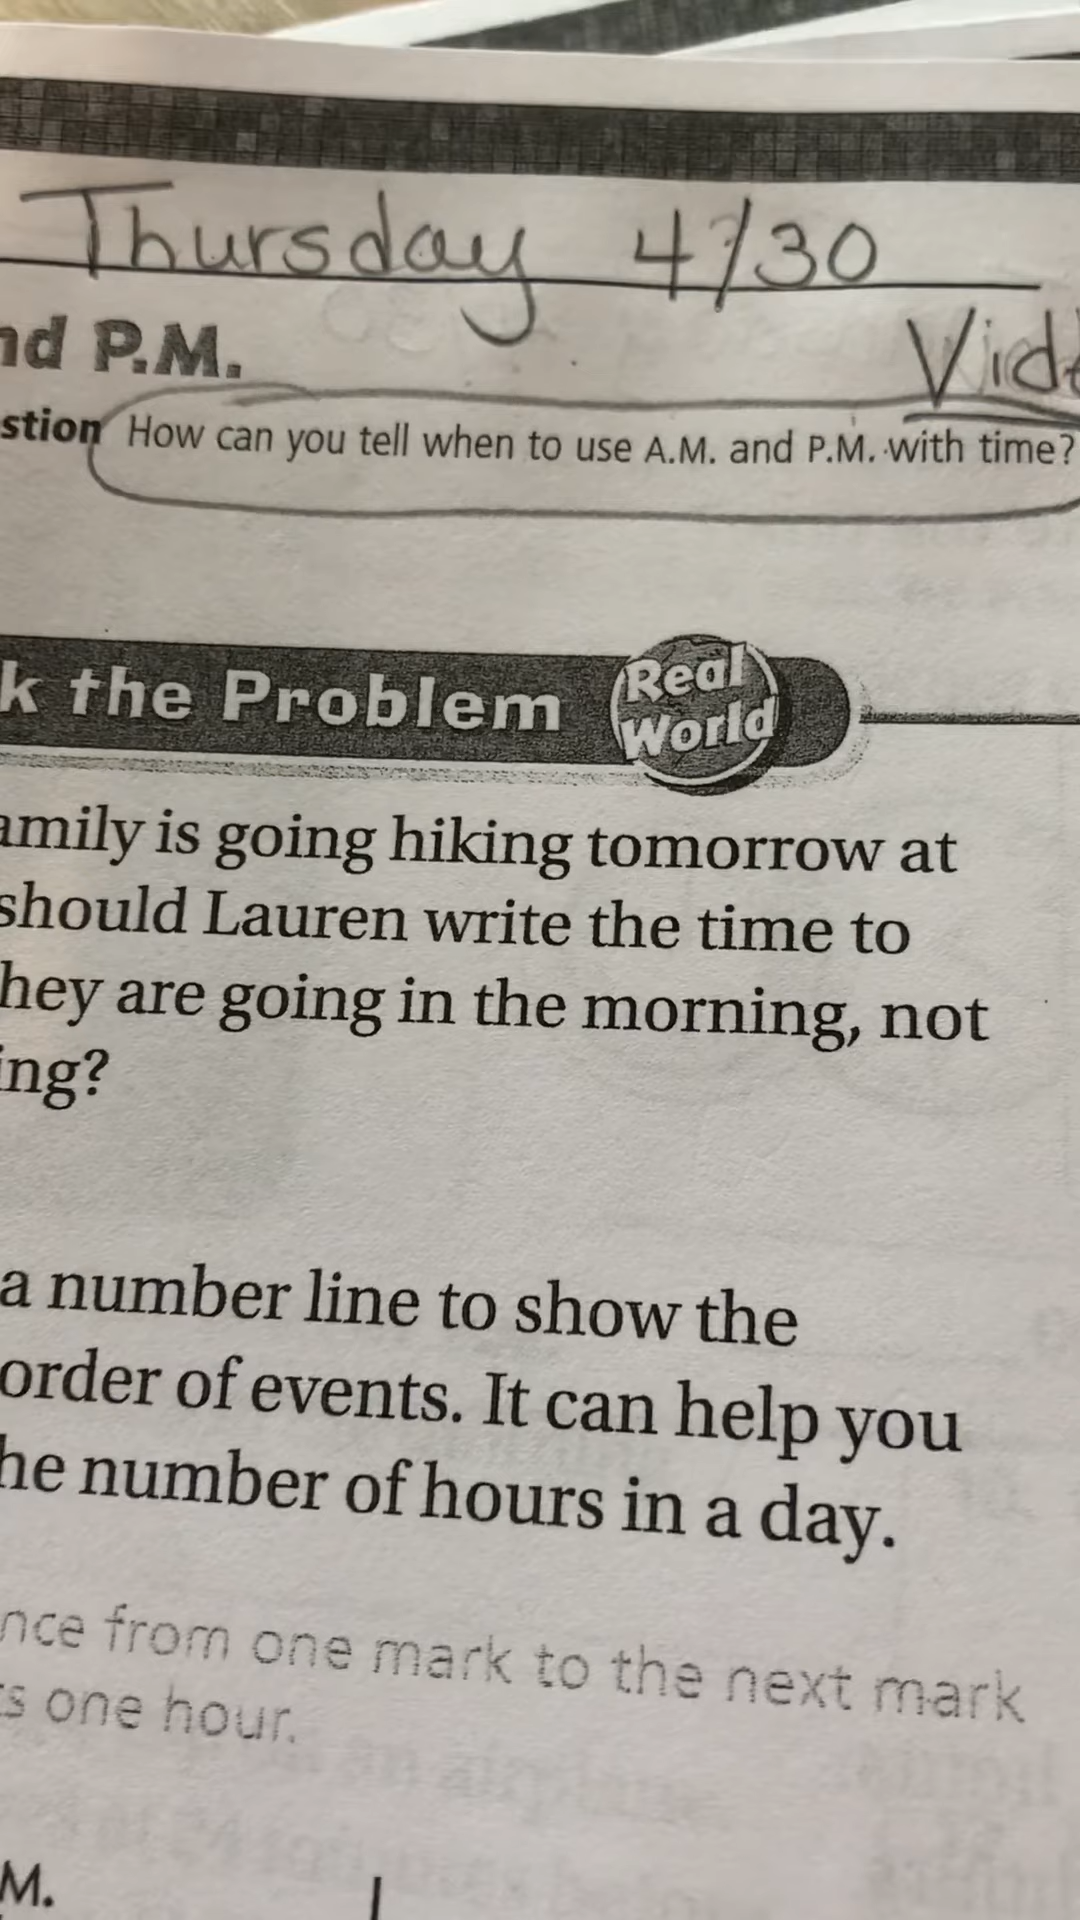 Thursday 4/30
nd P.M.
Vid
stion How can you tell when to use A.M. and P.M. with time?
k the Problem Real World
amily is going hiking tomorrow at
should Lauren write the time to
hey are going in the morning, not
ing?
a number line to show the
order of events. It can help you
he number of hours in a day.
nce from one mark to the next mark
s one hour.
M.